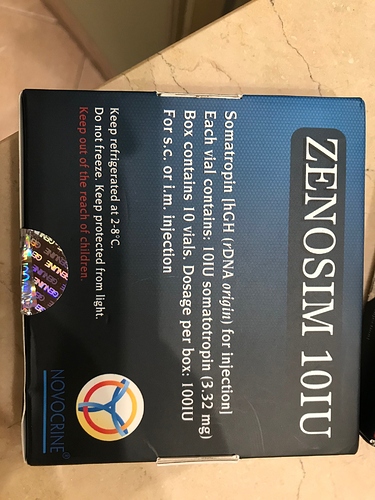 ZENOSIM 10IU
Somatropin [hGH (rDNA origin) for injection]
Each vial contains: 10IU somatotropin (3.32 mg)
Box contains 10 vials. Dosage per box: 100IU
For s.c. or i.m. injection
Keep refrigerated at 2-8°C.
Do not freeze. Keep protected from light.
Keep out of the reach of children.
NOVOCRINE®
GENUINE